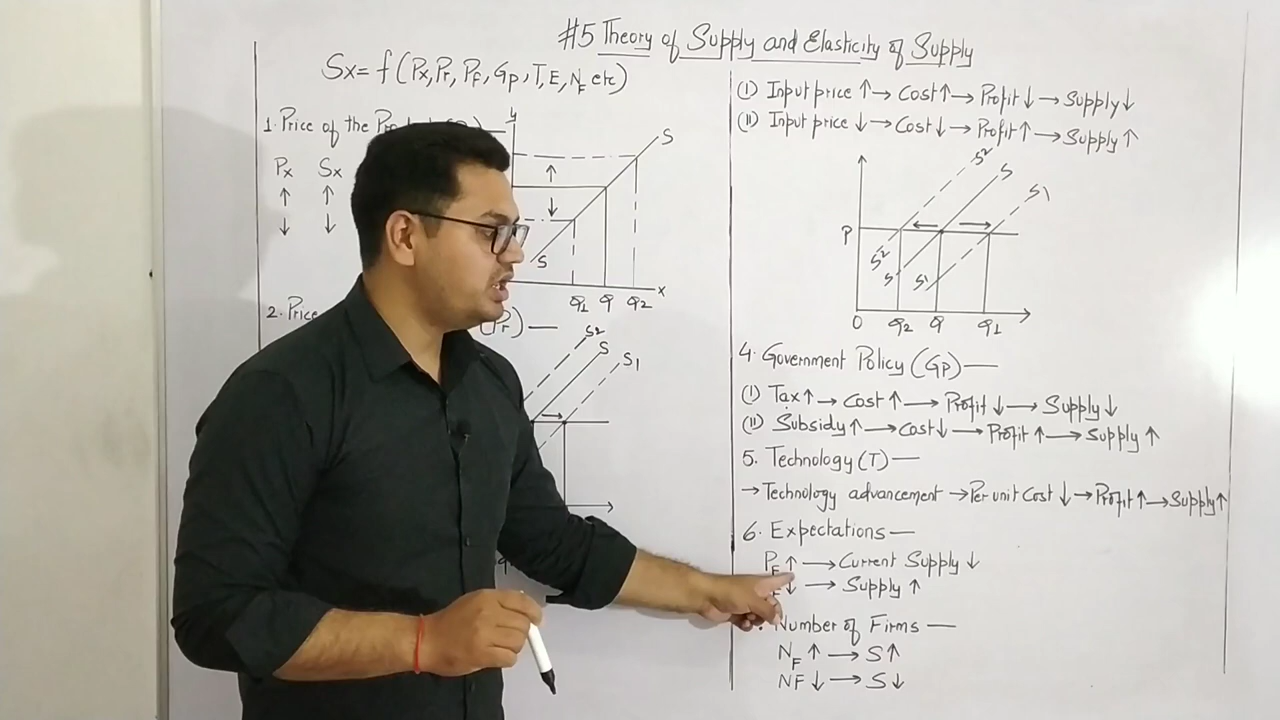 #5 Theory of Supply and Elasticity of Supply
Sx = f (Px, Pr, PF, Gp, T, E, NF etc)
1. Price of the
Px Sx
↑ ↑
↓ ↓
y
S
S
Q1 Q Q2 X
2. Price (Pr) —
S2
S
S1
(I) Input price ↑ → Cost ↑ → Profit ↓ → Supply ↓
(II) Input price ↓ → Cost ↓ → Profit ↑ → Supply ↑
S2
S
S1
P
S2
S
S1
O Q2 Q Q1
4. Government Policy (Gp) —
(I) Tax ↑ → Cost ↑ → Profit ↓ → Supply ↓
(II) Subsidy ↑ → Cost ↓ → Profit ↑ → Supply ↑
5. Technology (T) —
→ Technology advancement → Per unit Cost ↓ → Profit ↑ → Supply ↑
6. Expectations —
PF ↑ → Current Supply ↓
↓ → Supply ↑
Number of Firms —
NF ↑ → S ↑
NF ↓ → S ↓